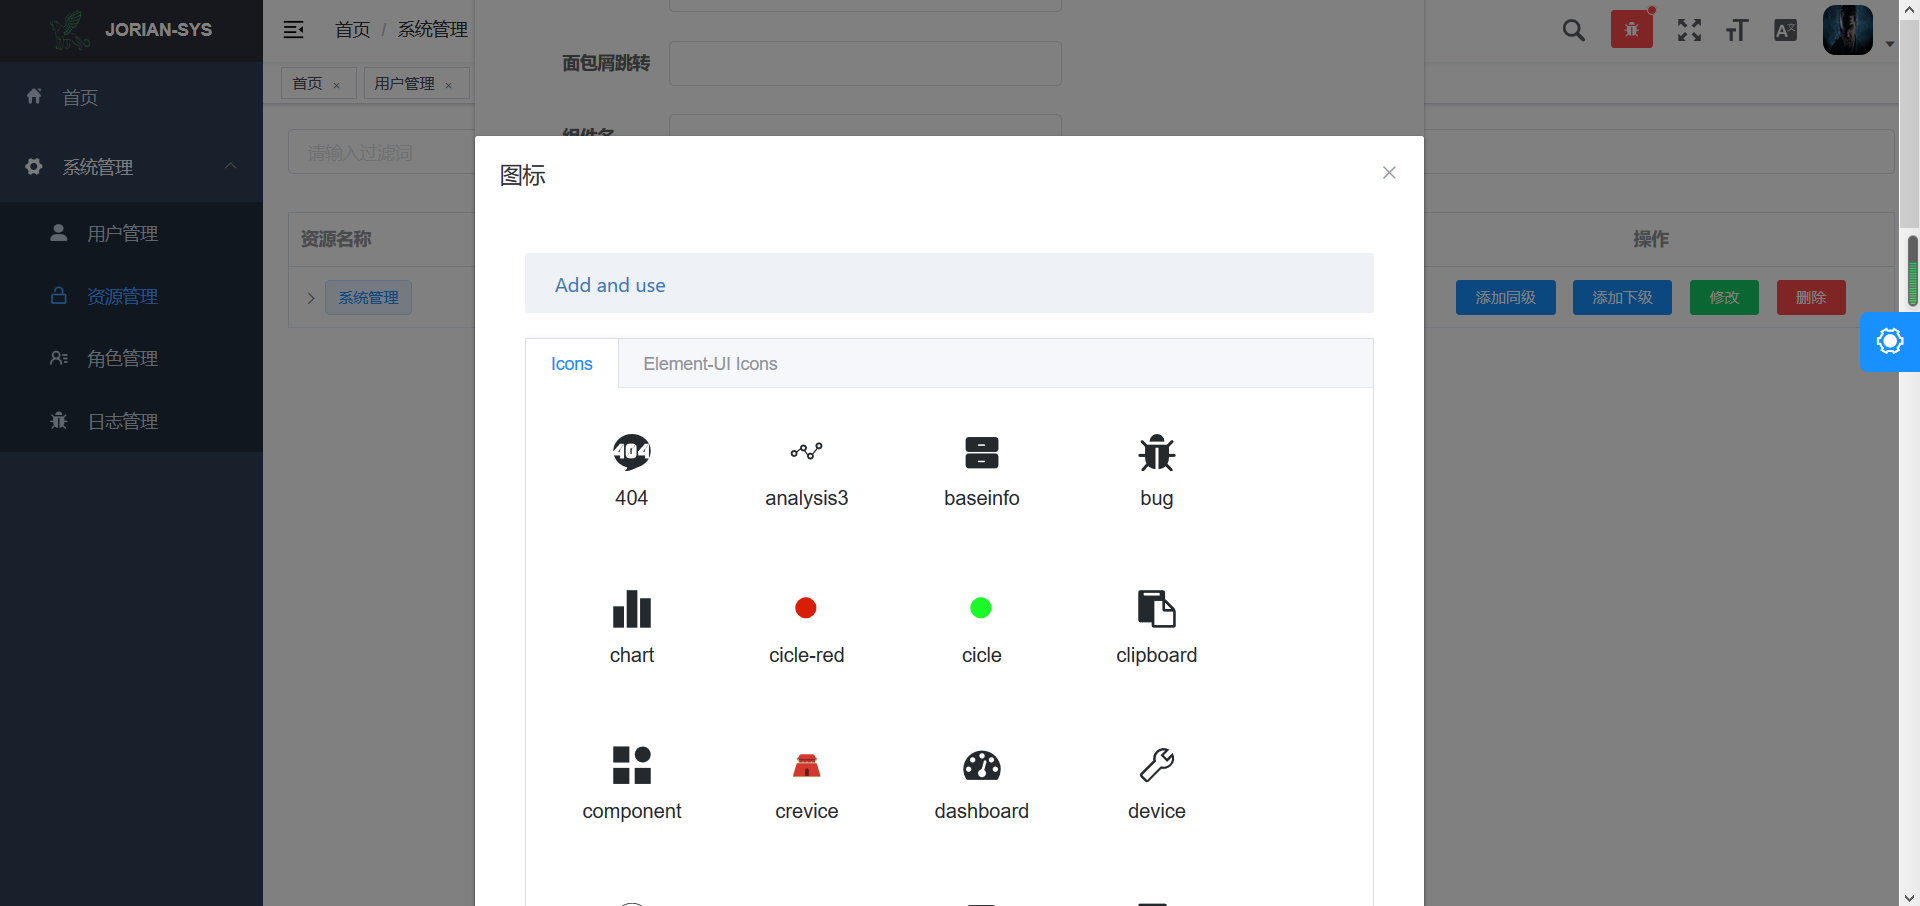 JORIAN-SYS
首页 / 系统管理
首页 ×
用户管理 ×
首页
系统管理
用户管理
资源管理
角色管理
日志管理
请输入过滤词
面包屑跳转
组件名
资源名称
操作
系统管理
添加同级
添加下级
修改
删除
图标
Add and use
Icons
Element-UI Icons
404
404
analysis3
baseinfo
bug
chart
cicle-red
cicle
clipboard
component
crevice
dashboard
device